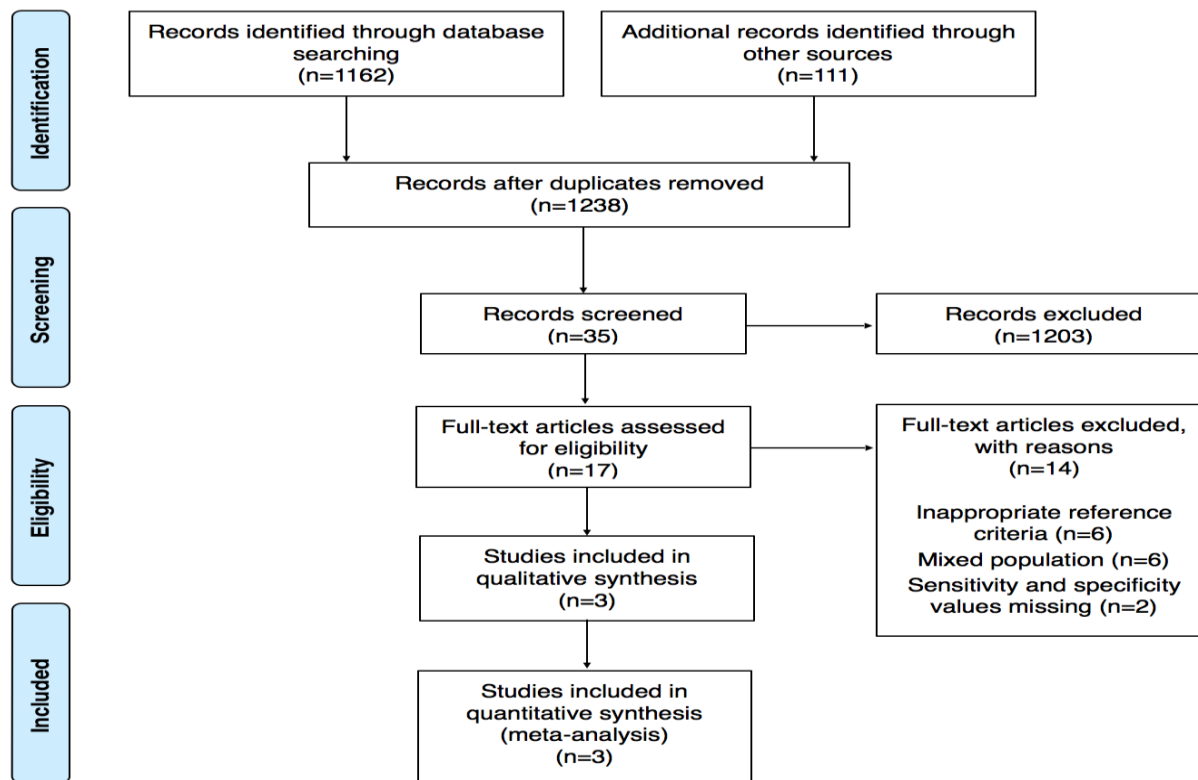 Identification
Records identified through database
searching
(n=1162)
Additional records identified through
other sources
(n=111)
Records after duplicates removed
(n=1238)
Screening
Records screened
(n=35)
Records excluded
(n=1203)
Eligibility
Full-text articles assessed
for eligibility
(n=17)
Full-text articles excluded,
with reasons
(n=14)
Inappropriate reference
criteria (n=6)
Mixed population (n=6)
Sensitivity and specificity
values missing (n=2)
Studies included in
qualitative synthesis
(n=3)
Included
Studies included in
quantitative synthesis
(meta-analysis)
(n=3)